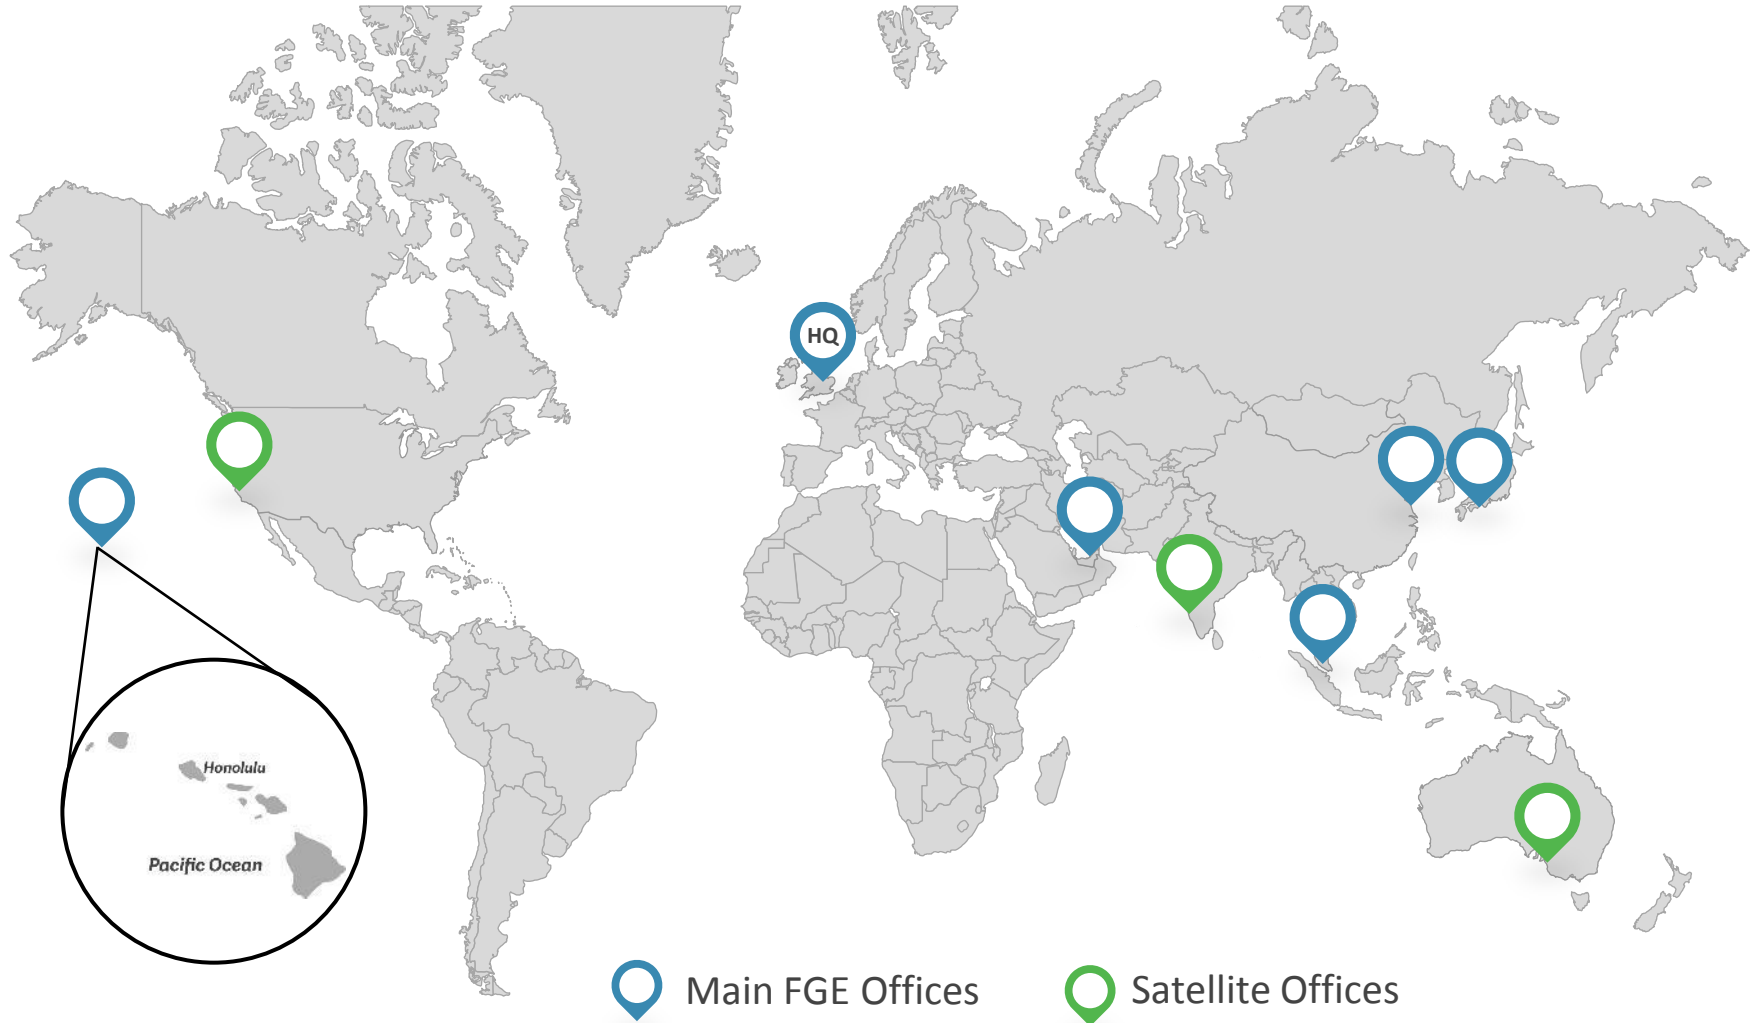 HQ
Honolulu
Pacific Ocean
Main FGE Offices
Satellite Offices